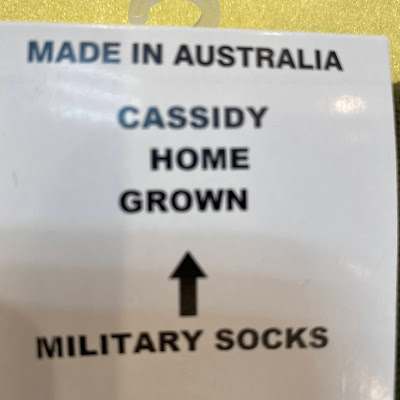 MADE IN AUSTRALIA
CASSIDY
HOME
GROWN
MILITARY SOCKS